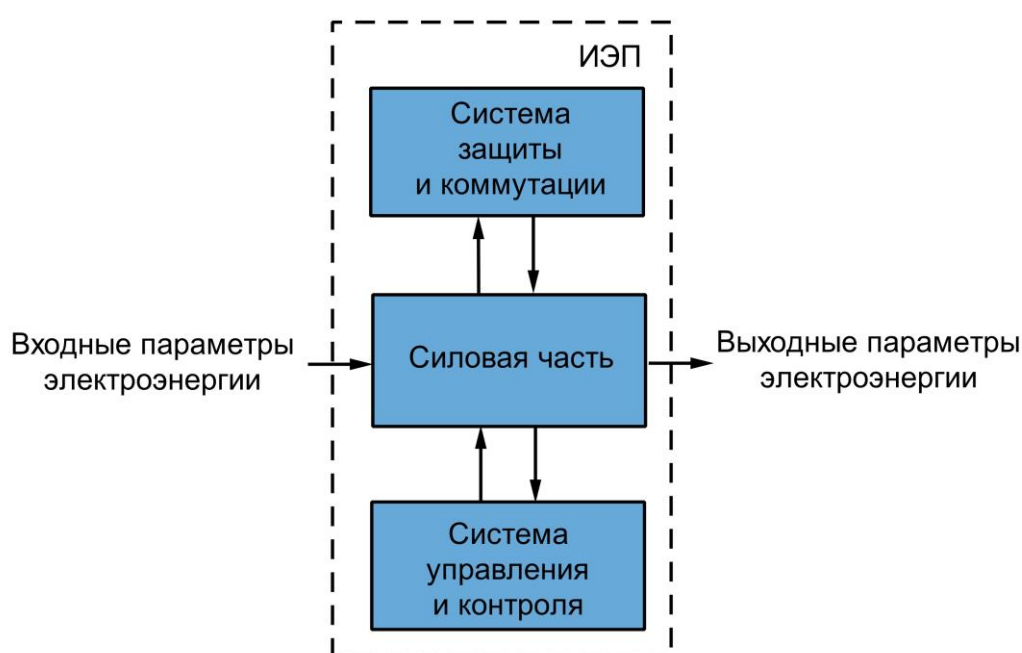 ИЭП
Система
защиты
и коммутации
Входные параметры
электроэнергии
Силовая часть
Выходные параметры
электроэнергии
Система
управления
и контроля